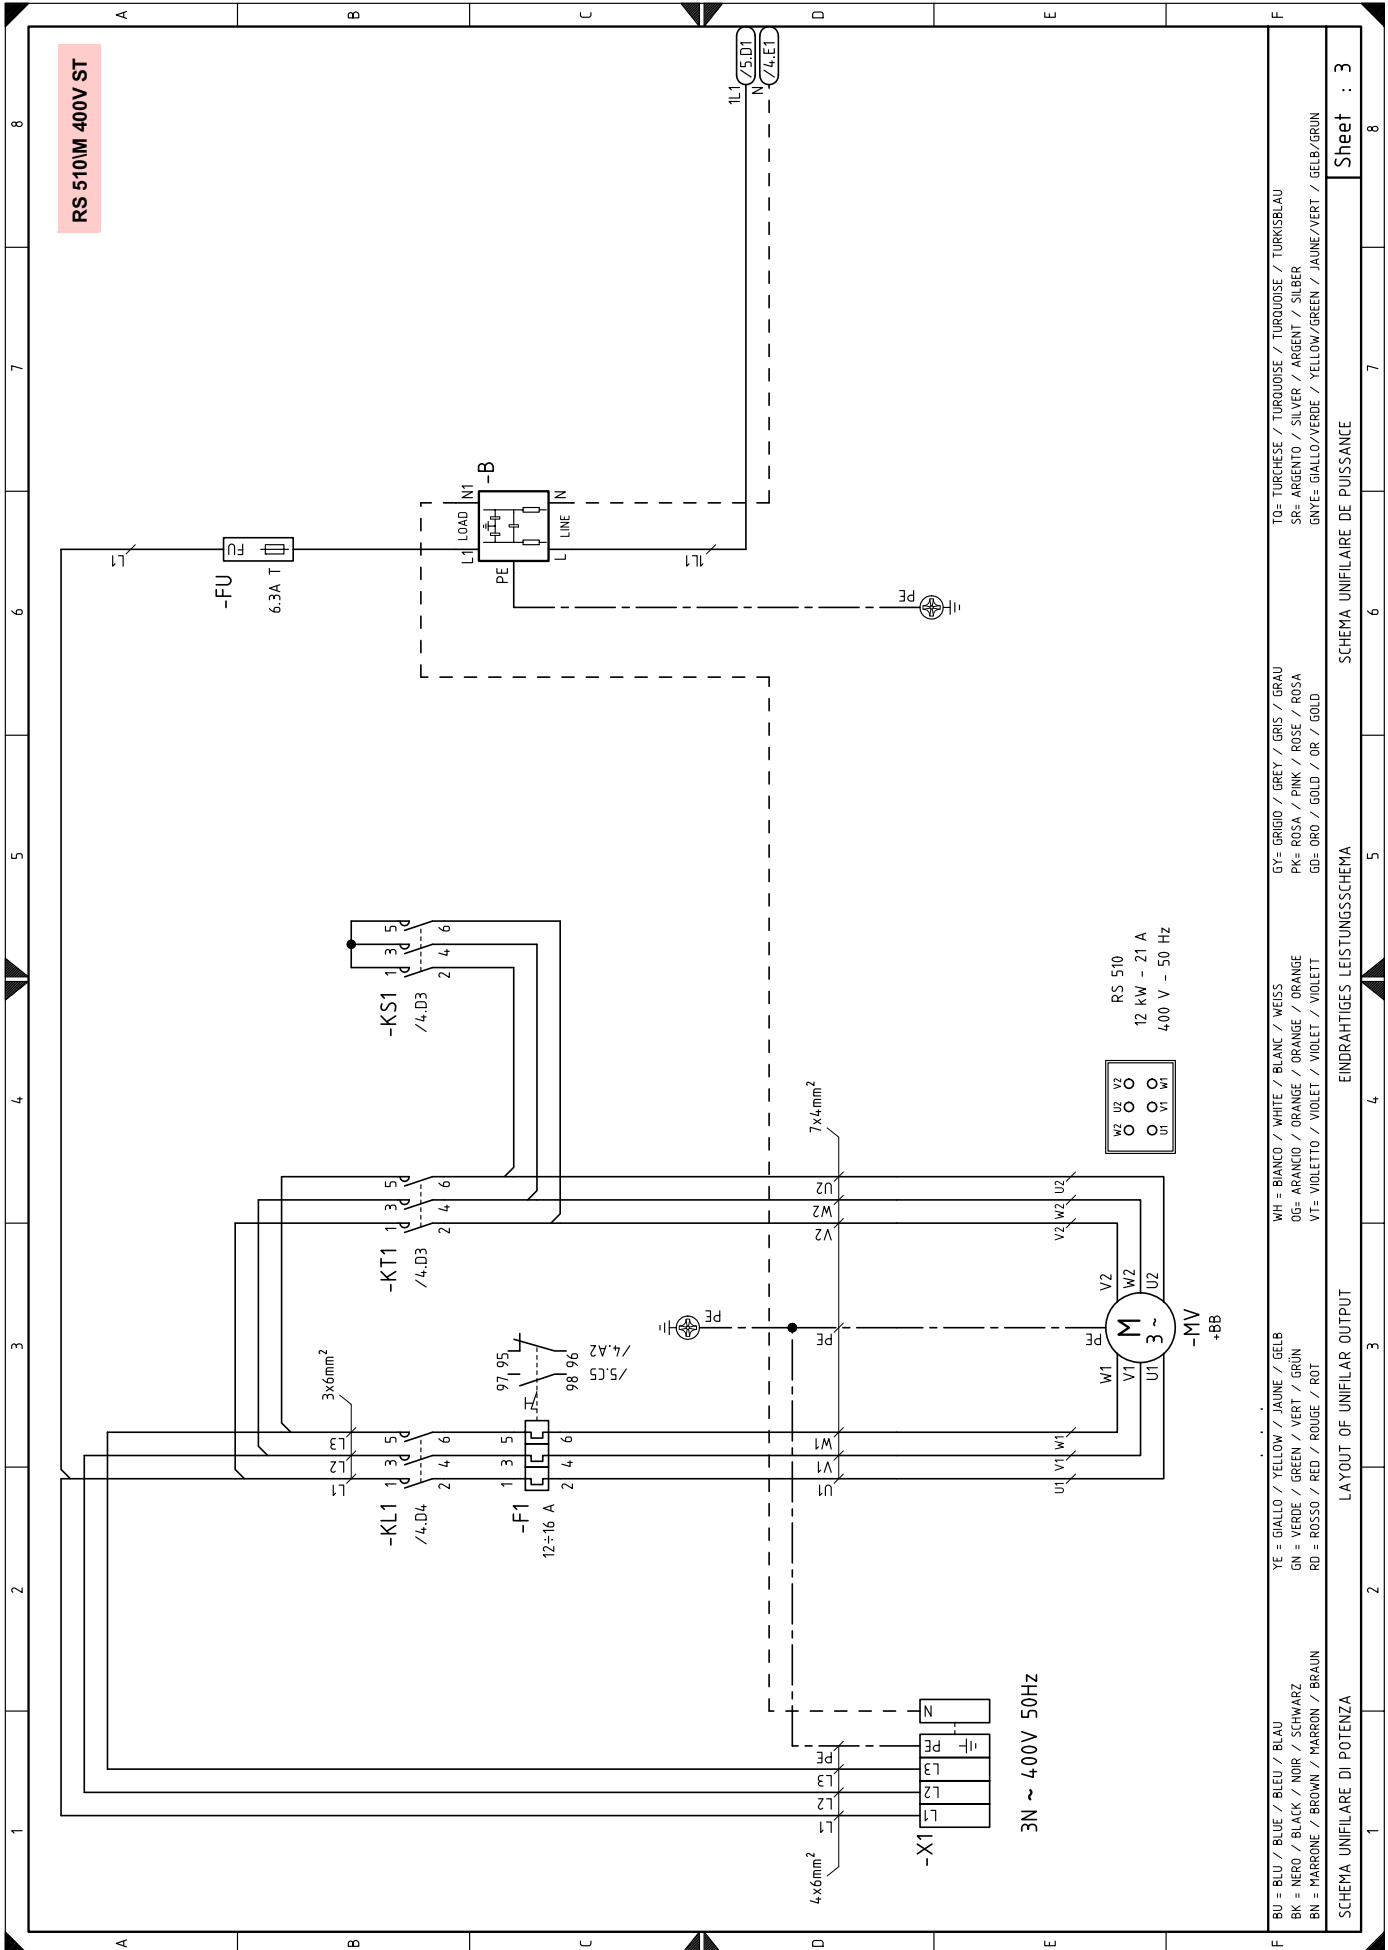 1
2
3
4
5
6
7
8
A
B
C
D
E
F
RS 510\M 400V ST
L1
-FU
FU
6.3A T
L1
LOAD
N1
-B
PE
L
LINE
N
1L1
PE
1L1
/5.D1
N
/4.E1
3x6mm²
L1
L2
L3
-KL1
/4.D4
1
3
5
2
4
6
-KT1
/4.D3
1
3
5
2
4
6
-KS1
/4.D3
1
3
5
2
4
6
-F1
12÷16 A
1
3
5
2
4
6
97
95
98
96
/5.C5
/4.A2
PE
4x6mm²
L1
L2
L3
PE
U1
V1
W1
PE
V2
W2
U2
7x4mm²
-X1
L1
L2
L3
PE
N
3N ~ 400V 50Hz
U1
V1
W1
V2
W2
U2
W1
V1
U1
PE
M
3 ~
V2
W2
U2
-MV
+BB
W2
U2
V2
U1
V1
W1
RS 510
12 kW - 21 A
400 V - 50 Hz
BU = BLU / BLUE / BLEU / BLAU
BK = NERO / BLACK / NOIR / SCHWARZ
BN = MARRONE / BROWN / MARRON / BRAUN
YE = GIALLO / YELLOW / JAUNE / GELB
GN = VERDE / GREEN / VERT / GRÜN
RD = ROSSO / RED / ROUGE / ROT
WH = BIANCO / WHITE / BLANC / WEISS
OG= ARANCIO / ORANGE / ORANGE / ORANGE
VT= VIOLETTO / VIOLET / VIOLET / VIOLETT
GY= GRIGIO / GREY / GRIS / GRAU
PK= ROSA / PINK / ROSE / ROSA
GD= ORO / GOLD / OR / GOLD
TQ= TURCHESE / TURQUOISE / TURQUOISE / TURKISBLAU
SR= ARGENTO / SILVER / ARGENT / SILBER
GNYE= GIALLO/VERDE / YELLOW/GREEN / JAUNE/VERT / GELB/GRUN
SCHEMA UNIFILARE DI POTENZA
LAYOUT OF UNIFILAR OUTPUT
EINDRAHTIGES LEISTUNGSSCHEMA
SCHEMA UNIFILAIRE DE PUISSANCE
Sheet : 3
1
2
3
4
5
6
7
8
A
B
C
D
E
F